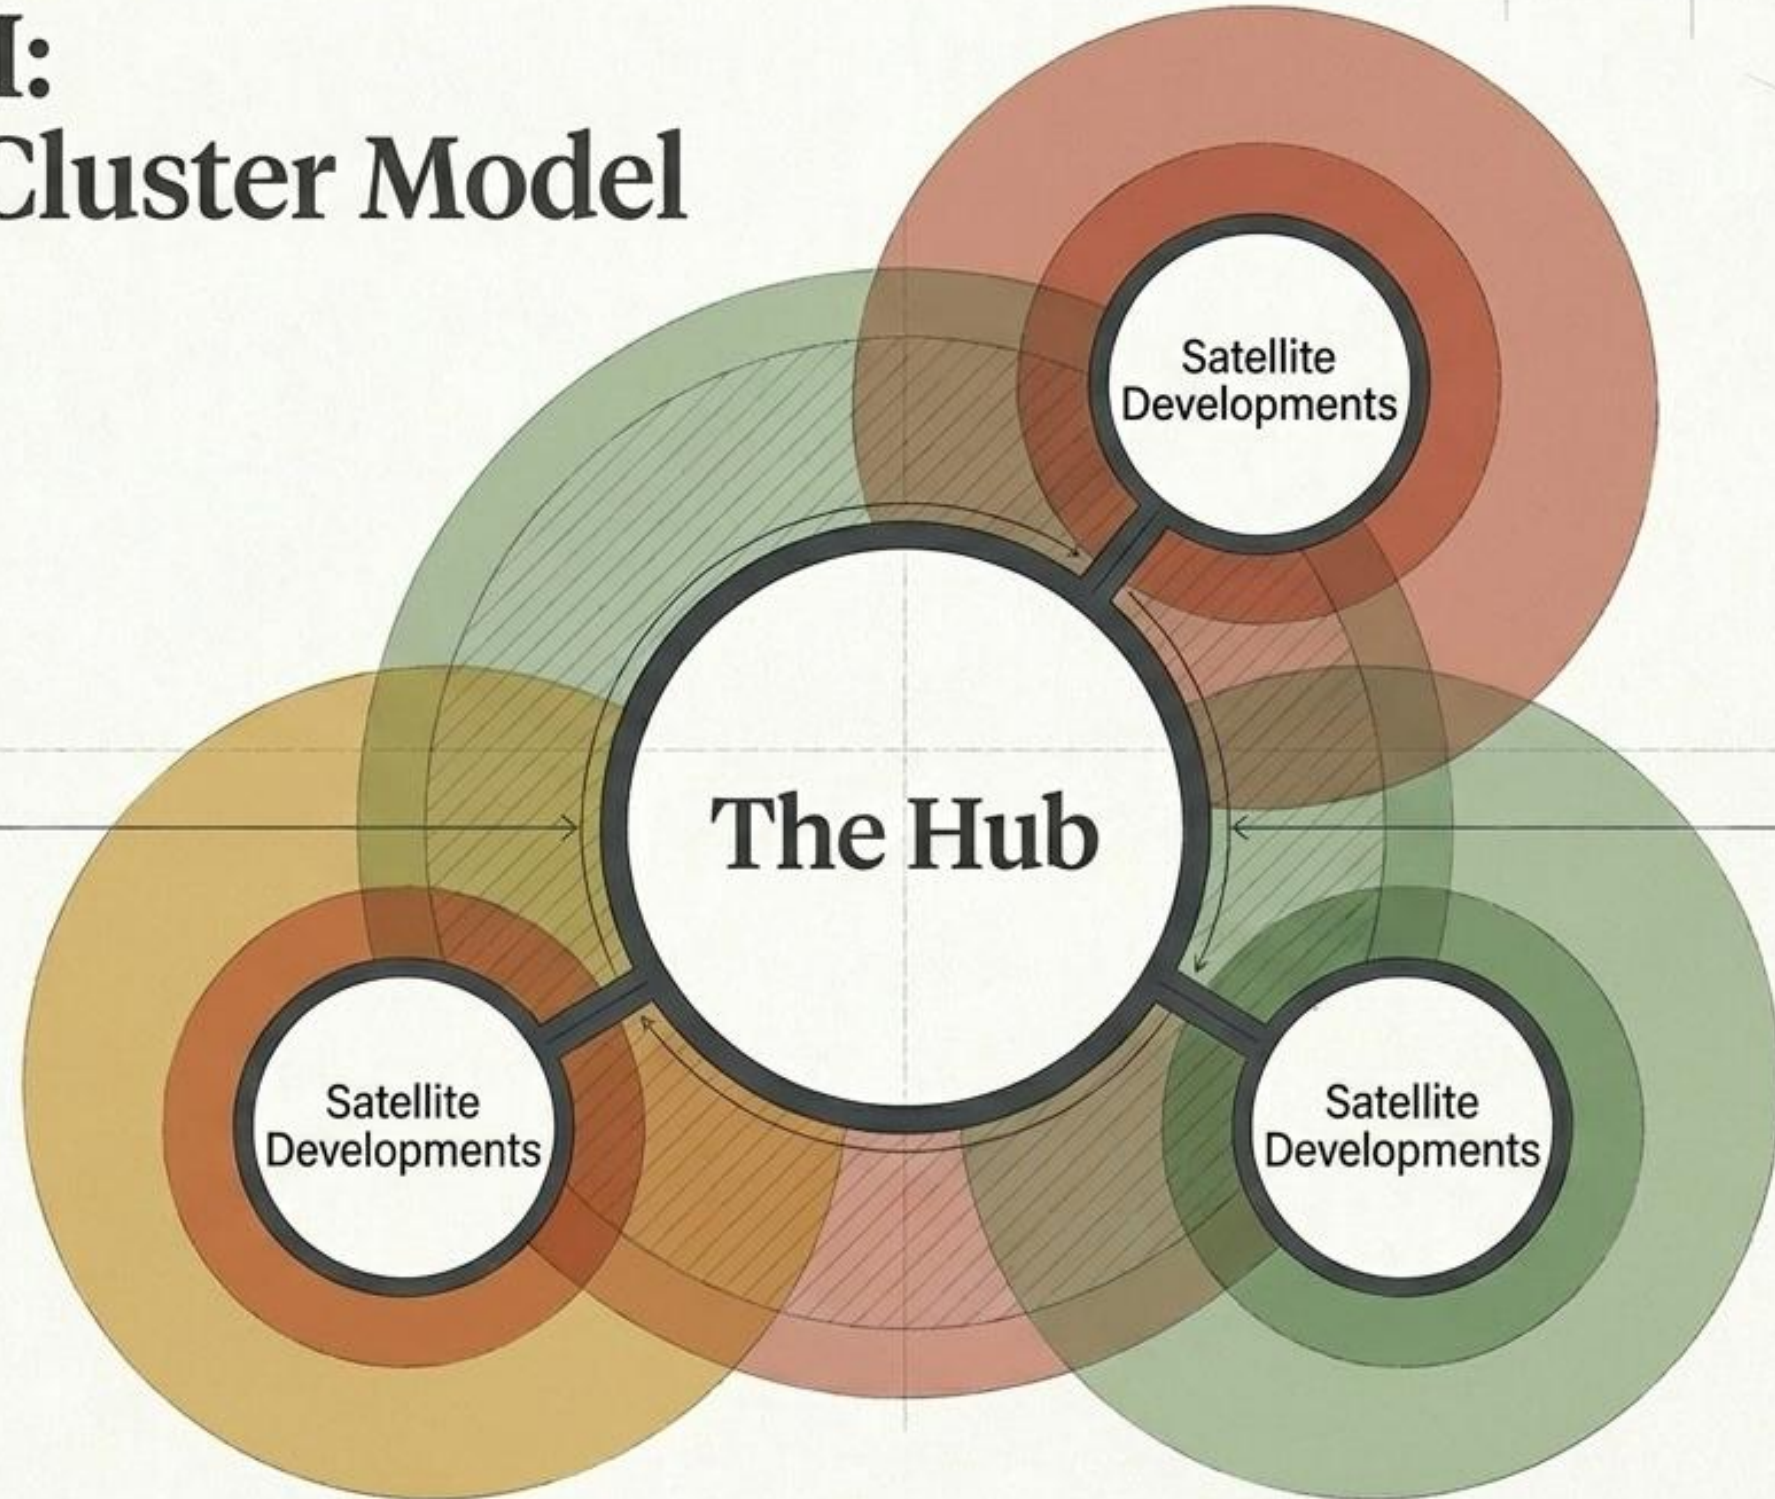 I:
Cluster Model
Satellite
Developments
The Hub
Satellite
Developments
Satellite
Developments